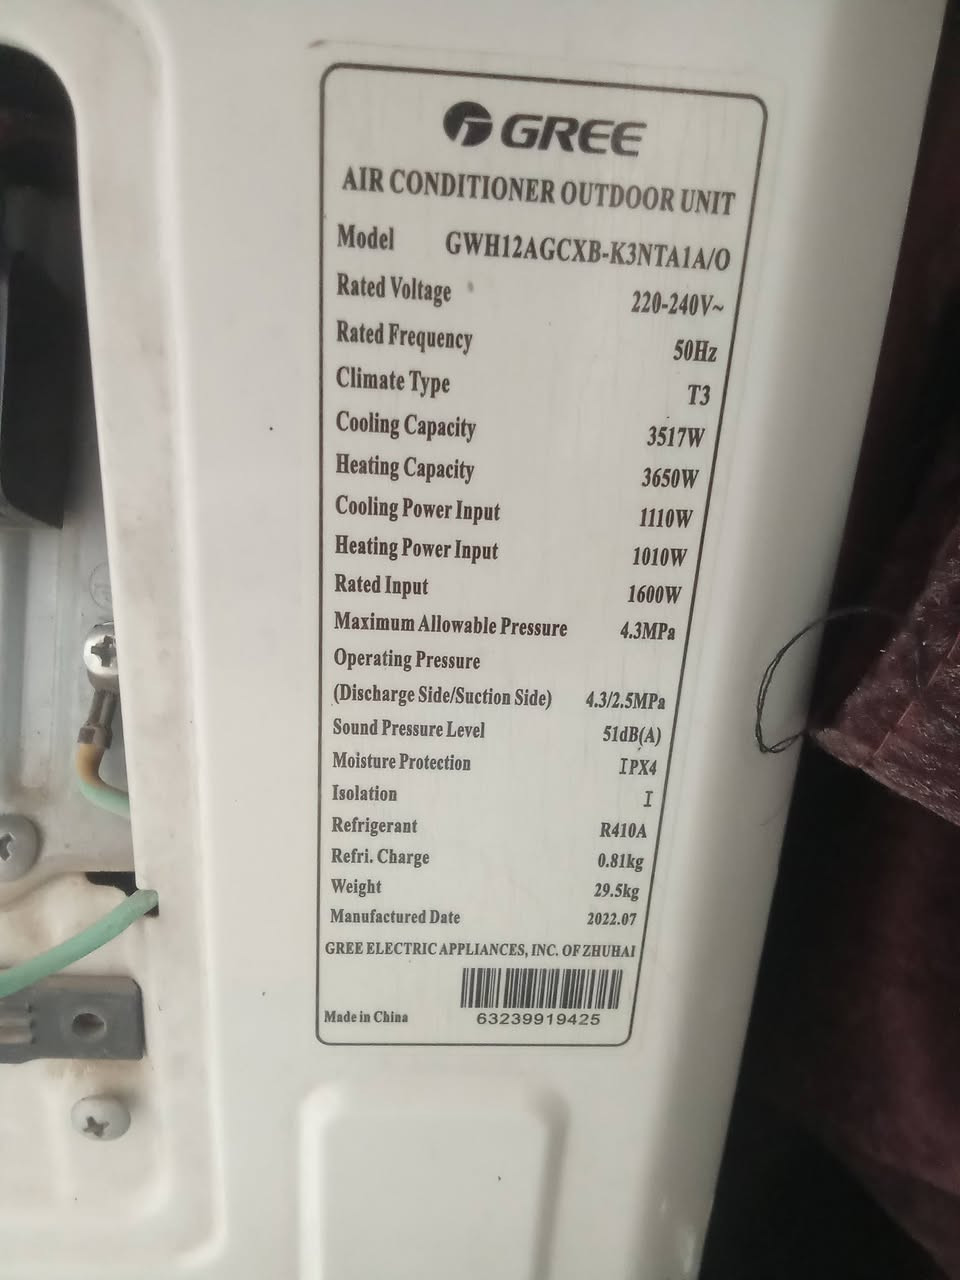 GREE
AIR CONDITIONER OUTDOOR UNIT
Model GWH12AGCXB-K3NTA1A/O
Rated Voltage 220-240V~
Rated Frequency 50Hz
Climate Type T3
Cooling Capacity 3517W
Heating Capacity 3650W
Cooling Power Input 1110W
Heating Power Input 1010W
Rated Input 1600W
Maximum Allowable Pressure 4.3MPa
Operating Pressure
(Discharge Side/Suction Side) 4.3/2.5MPa
Sound Pressure Level 51dB(A)
Moisture Protection IPX4
Isolation I
Refrigerant R410A
Refri. Charge 0.81kg
Weight 29.5kg
Manufactured Date 2022.07
GREE ELECTRIC APPLIANCES, INC. OF ZHUHAI
Made in China 63239919425